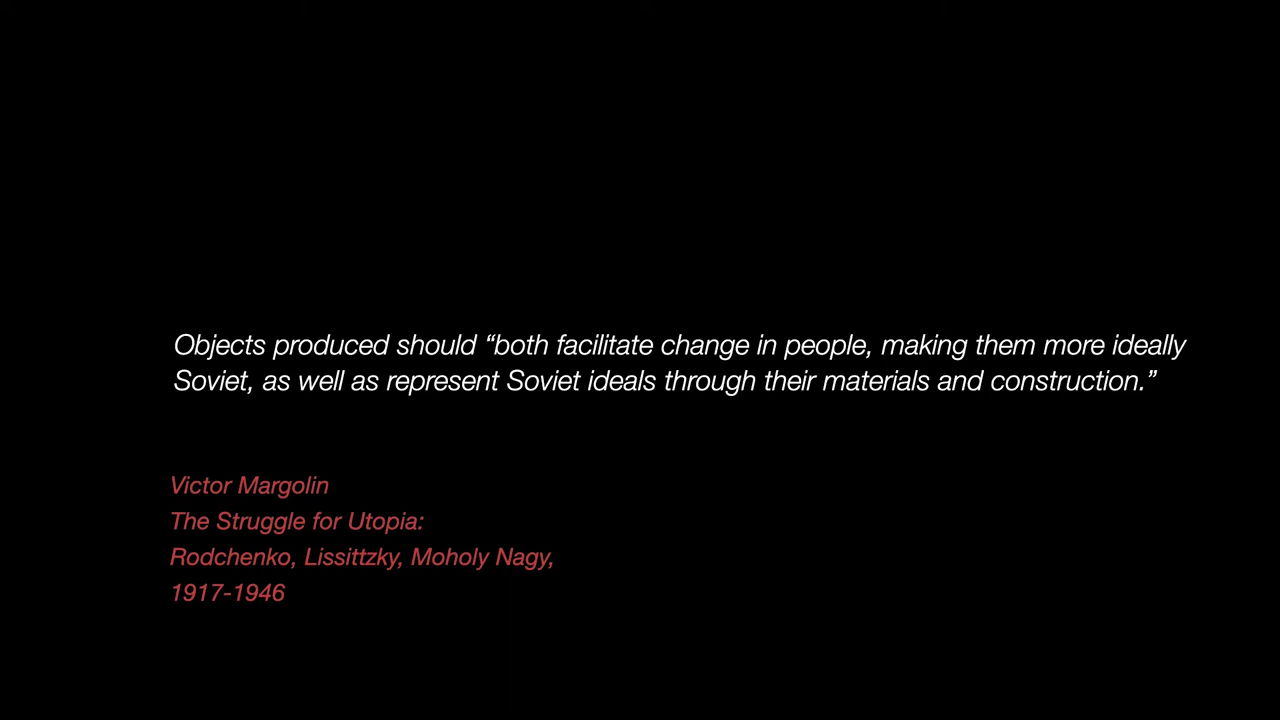 Objects produced should “both facilitate change in people, making them more ideally
Soviet, as well as represent Soviet ideals through their materials and construction.”
Victor Margolin
The Struggle for Utopia:
Rodchenko, Lissittzky, Moholy Nagy,
1917-1946